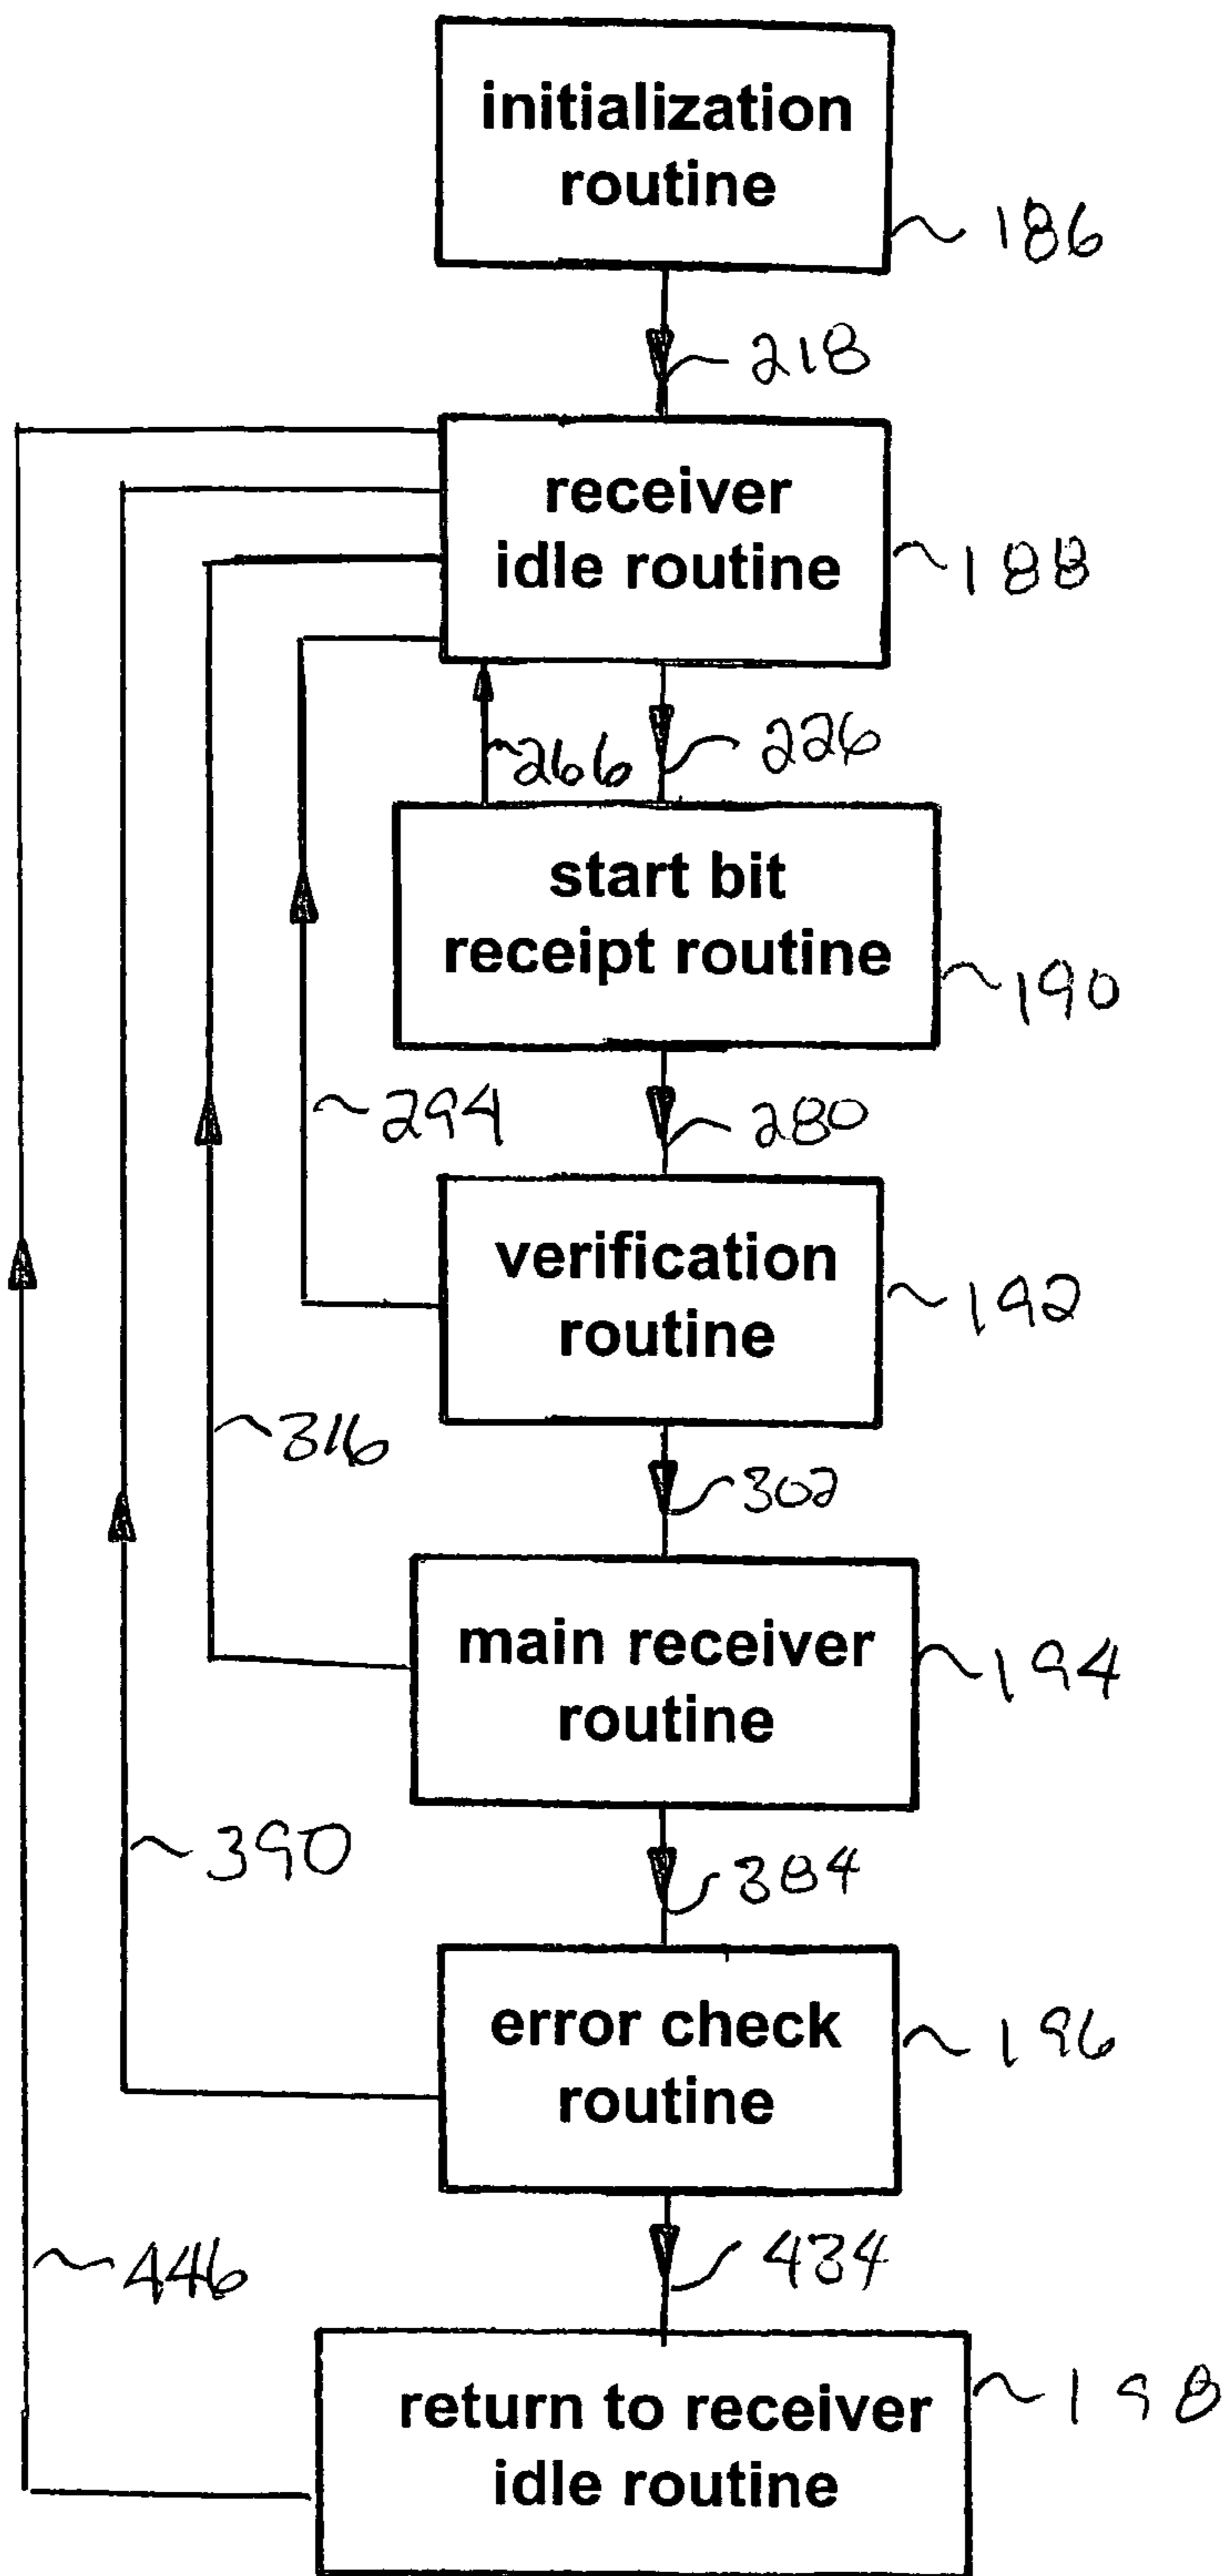 initialization
routine
186
218
receiver
idle routine
188
266
226
start bit
receipt routine
190
294
280
verification
routine
192
316
302
main receiver
routine
194
390
384
error check
routine
196
446
434
return to receiver
idle routine
198